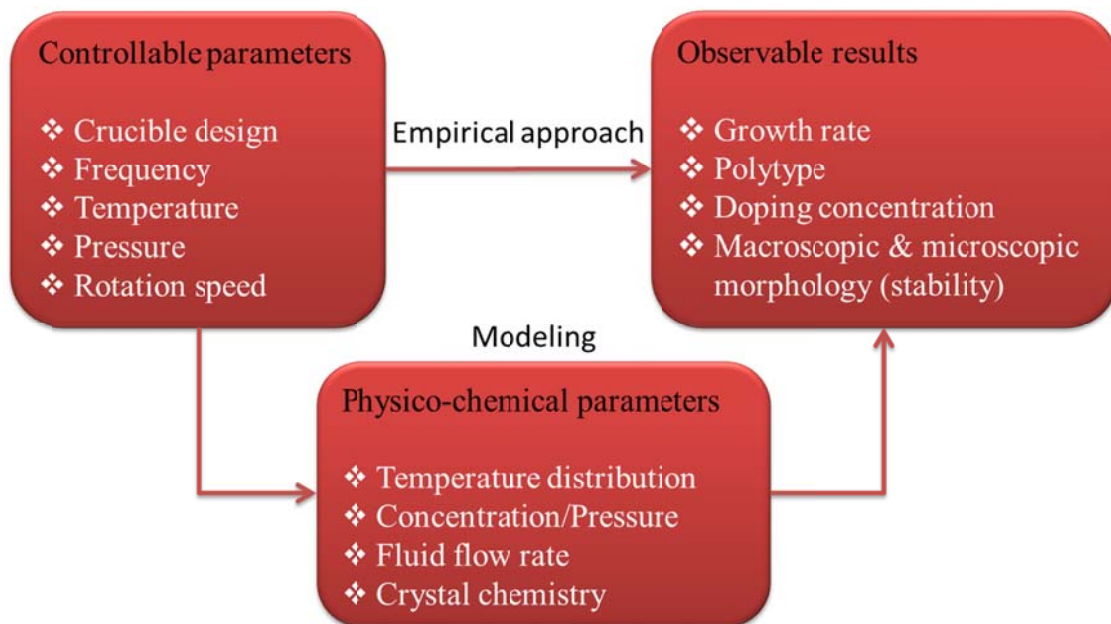 Controllable parameters
❖ Crucible design
❖ Frequency
❖ Temperature
❖ Pressure
❖ Rotation speed
Empirical approach
Observable results
❖ Growth rate
❖ Polytype
❖ Doping concentration
❖ Macroscopic & microscopic
morphology (stability)
Modeling
Physico-chemical parameters
❖ Temperature distribution
❖ Concentration/Pressure
❖ Fluid flow rate
❖ Crystal chemistry